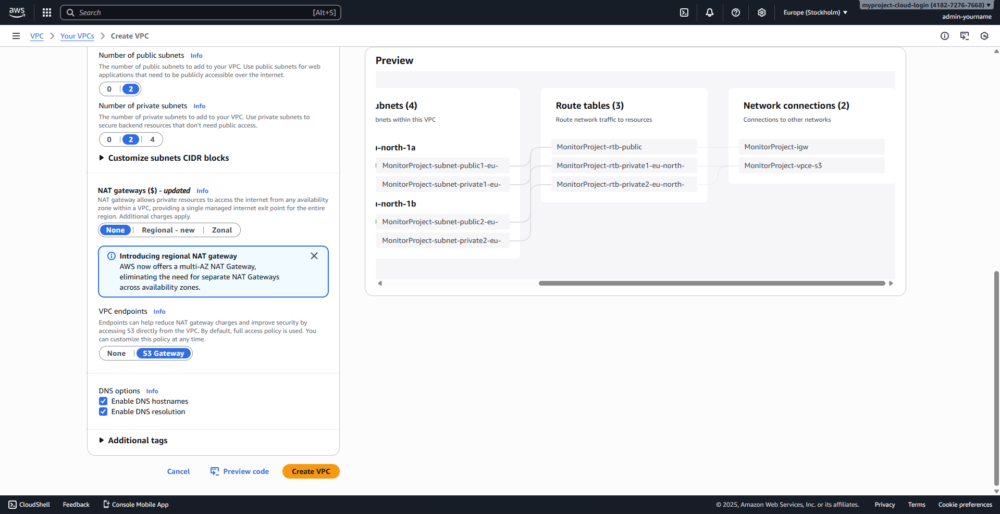 aws
Search
[Alt+S]
Europe (Stockholm)
myproject-cloud-login (4182-7276-7668)
admin-yourname
VPC
Your VPCs
Create VPC
Number of public subnets Info
The number of public subnets to add to your VPC. Use public subnets for web
applications that need to be publicly accessible over the internet.
0 2
Number of private subnets Info
The number of private subnets to add to your VPC. Use private subnets to
secure backend resources that don't need public access.
0 2 4
Customize subnets CIDR blocks
NAT gateways ($) - updated Info
NAT gateway allows private resources to access the internet from any availability
zone within a VPC, providing a single managed internet exit point for the entire
region. Additional charges apply.
None Regional - new Zonal
Introducing regional NAT gateway
AWS now offers a multi-AZ NAT Gateway,
eliminating the need for separate NAT Gateways
across availability zones.
VPC endpoints Info
Endpoints can help reduce NAT gateway charges and improve security by
accessing S3 directly from the VPC. By default, full access policy is used. You
can customize this policy at any time.
None S3 Gateway
DNS options Info
Enable DNS hostnames
Enable DNS resolution
Additional tags
Cancel
Preview code
Create VPC
Preview
ubnets (4)
bnets within this VPC
u-north-1a
MonitorProject-subnet-public1-eu-
MonitorProject-subnet-private1-eu-
u-north-1b
MonitorProject-subnet-public2-eu-
MonitorProject-subnet-private2-eu-
Route tables (3)
Route network traffic to resources
MonitorProject-rtb-public
MonitorProject-rtb-private1-eu-north-
MonitorProject-rtb-private2-eu-north-
Network connections (2)
Connections to other networks
MonitorProject-igw
MonitorProject-vpce-s3
CloudShell
Feedback
Console Mobile App
© 2025, Amazon Web Services, Inc. or its affiliates.
Privacy
Terms
Cookie preferences